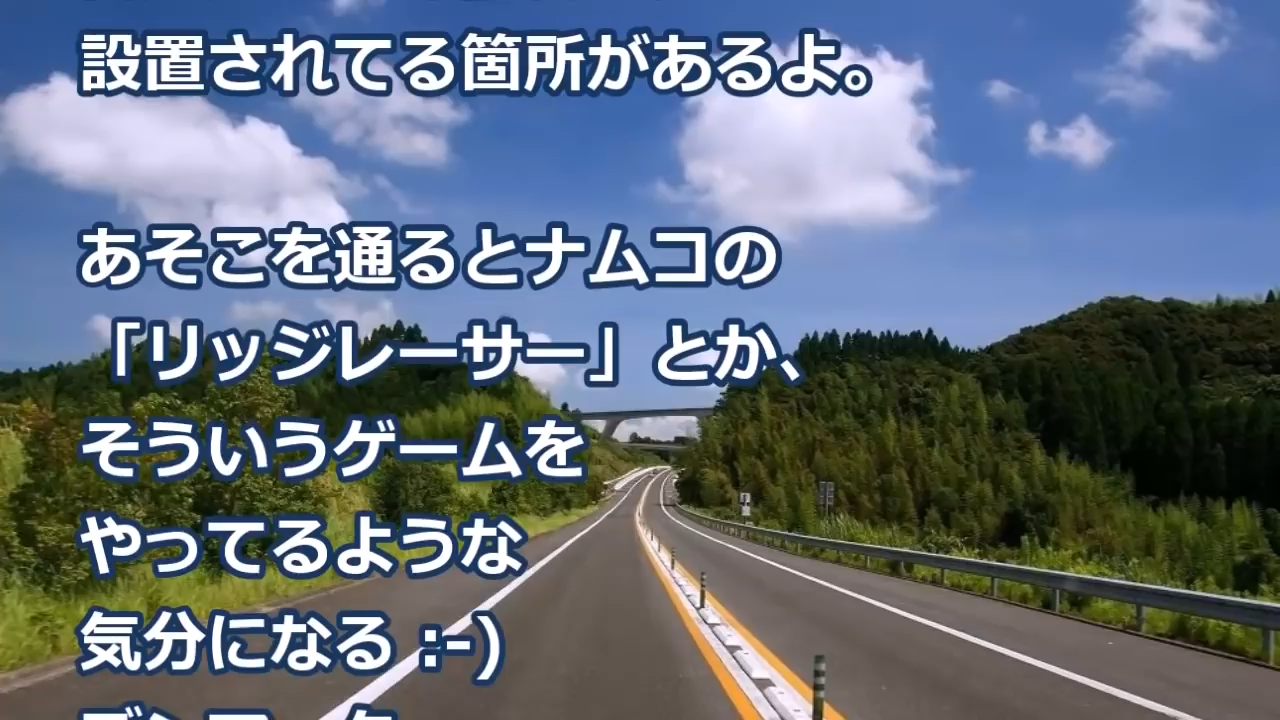 設置されてる箇所があるよ。
あそこを通るとナムコの
「リッジレーサー」とか、
そういうゲームを
やってるような
気分になる :-)